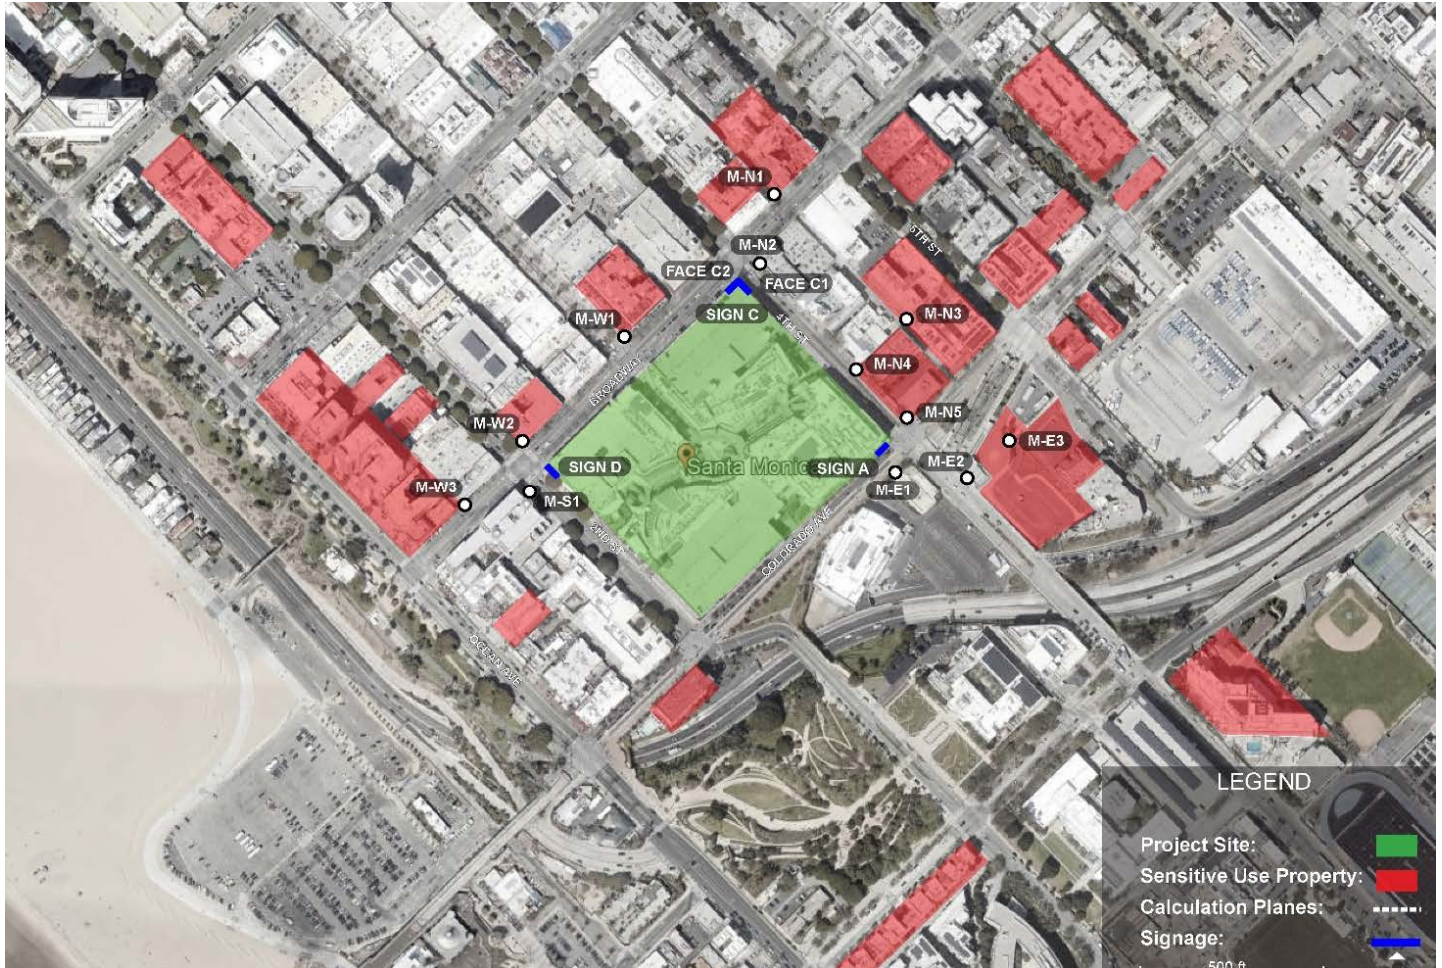 M-N1
5TH ST
M-N2
FACE C2
FACE C1
SIGN C
M-W1
4TH ST
M-N3
M-N4
BROADWAY
M-N5
M-W2
M-E3
SIGN D
Santa Monica
SIGN A
M-E2
M-E1
M-W3
M-S1
2ND ST
COLORADO AVE
OCEAN AVE
LEGEND
Project Site:
Sensitive Use Property:
Calculation Planes:
Signage:
500 ft